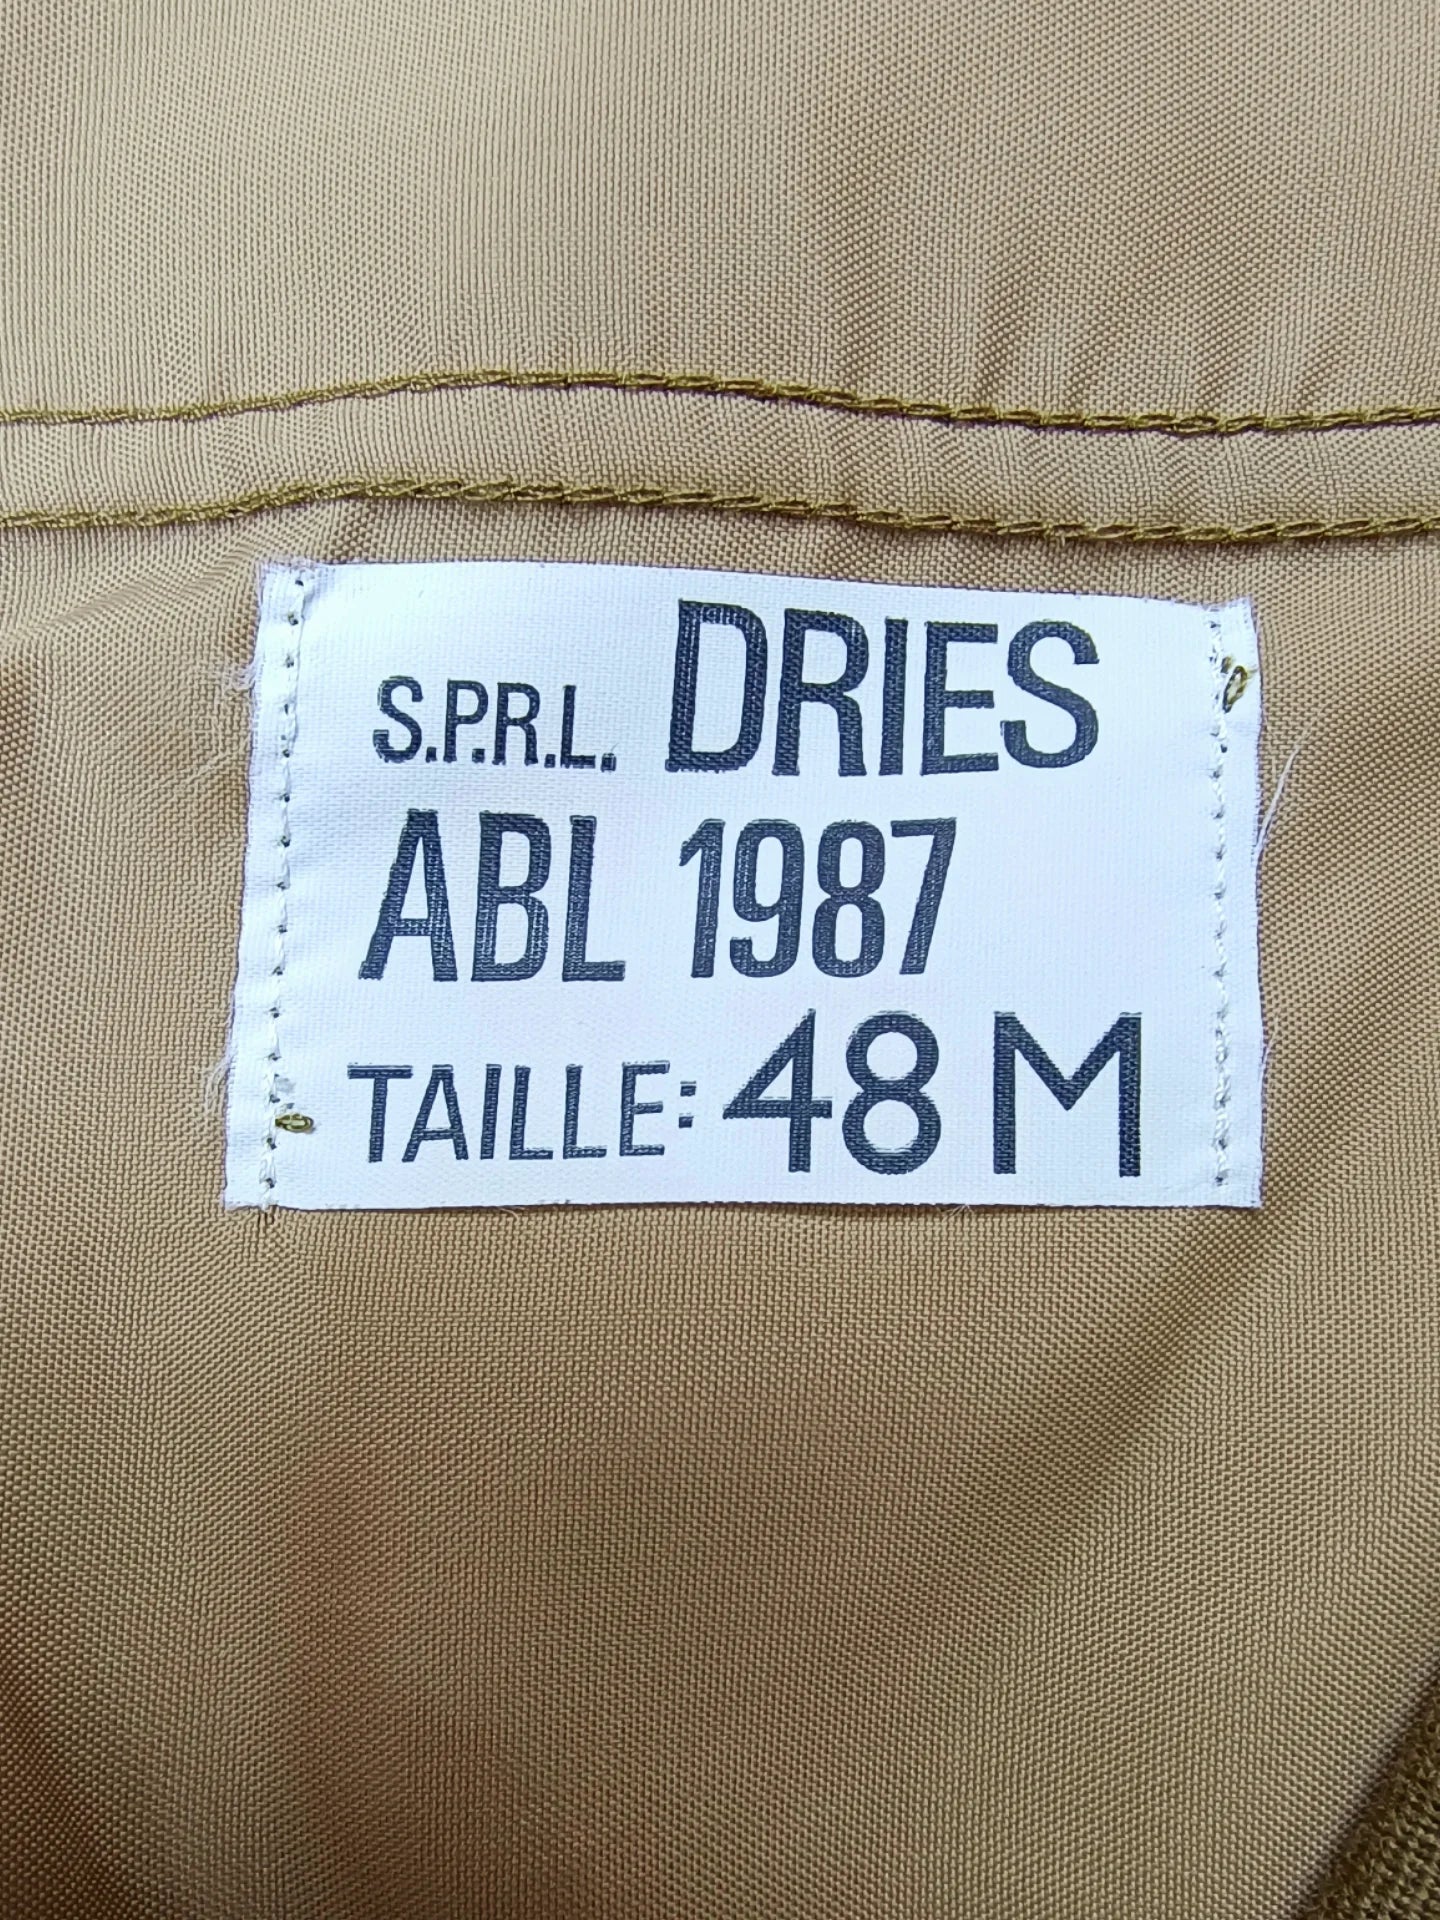 S.P.R.L. DRIES
ABL 1987
TAILLE: 48 M